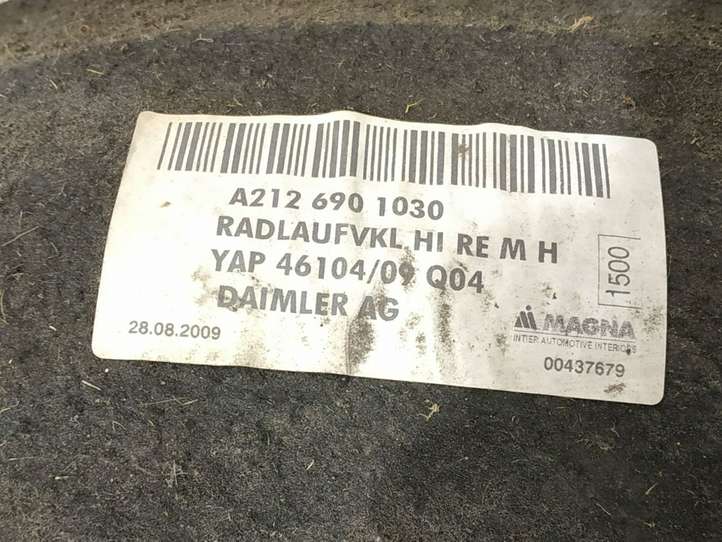 A212 690 1030
RADLAUFVKL HI RE M H
YAP 46104/09 Q04
DAIMLER AG
1500
28.08.2009
MAGNA
INTIER AUTOMOTIVE INTERIORS
00437679